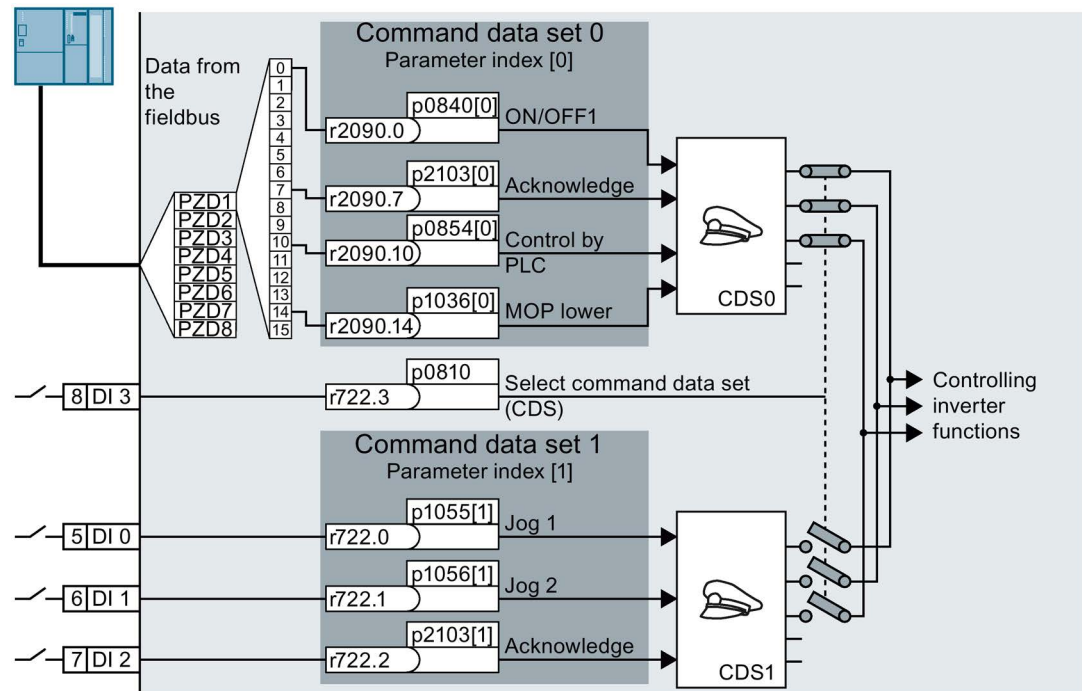 Command data set 0
Parameter index [0]
Data from
the
fieldbus
0
1
2
3
4
5
6
7
8
9
10
11
12
13
14
15
PZD1
PZD2
PZD3
PZD4
PZD5
PZD6
PZD7
PZD8
p0840[0]
r2090.0
ON/OFF1
p2103[0]
r2090.7
Acknowledge
p0854[0]
r2090.10
Control by
PLC
p1036[0]
r2090.14
MOP lower
CDS0
8 DI 3
p0810
r722.3
Select command data set
(CDS)
Controlling
inverter
functions
Command data set 1
Parameter index [1]
5 DI 0
p1055[1]
r722.0
Jog 1
6 DI 1
p1056[1]
r722.1
Jog 2
7 DI 2
p2103[1]
r722.2
Acknowledge
CDS1